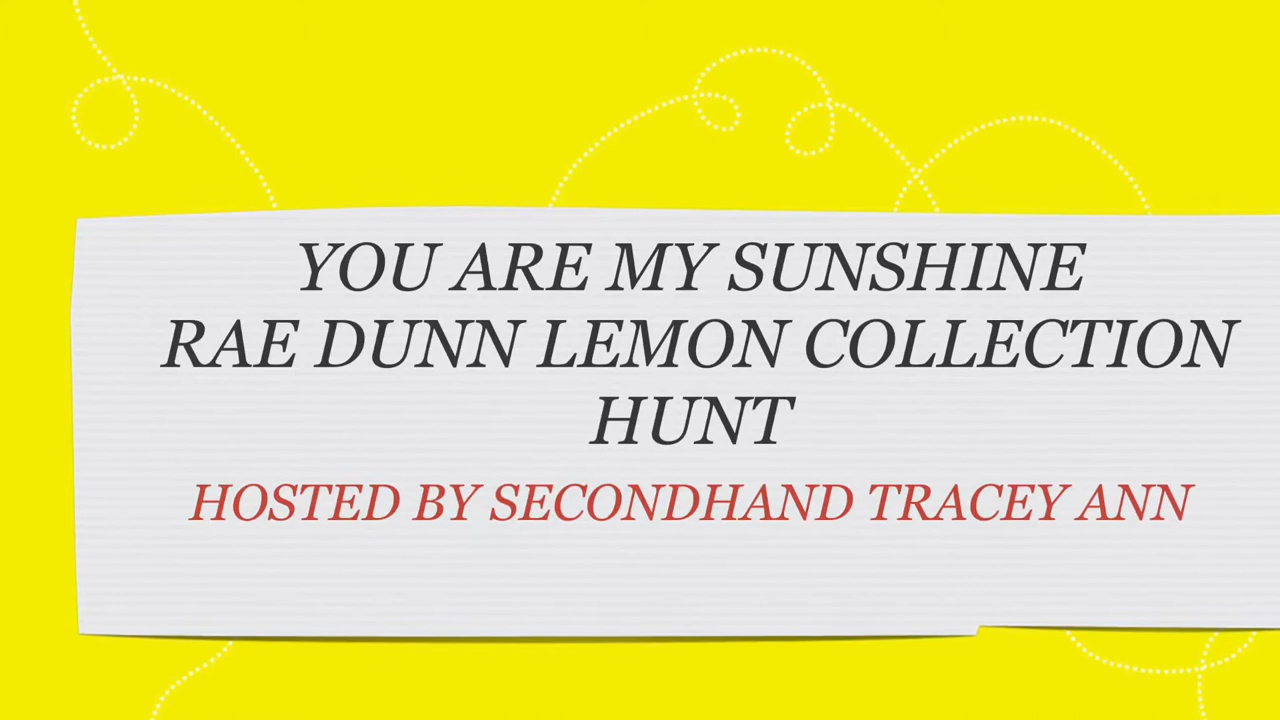 YOU ARE MY SUNSHINE
RAE DUNN LEMON COLLECTION
HUNT
HOSTED BY SECONDHAND TRACEY ANN